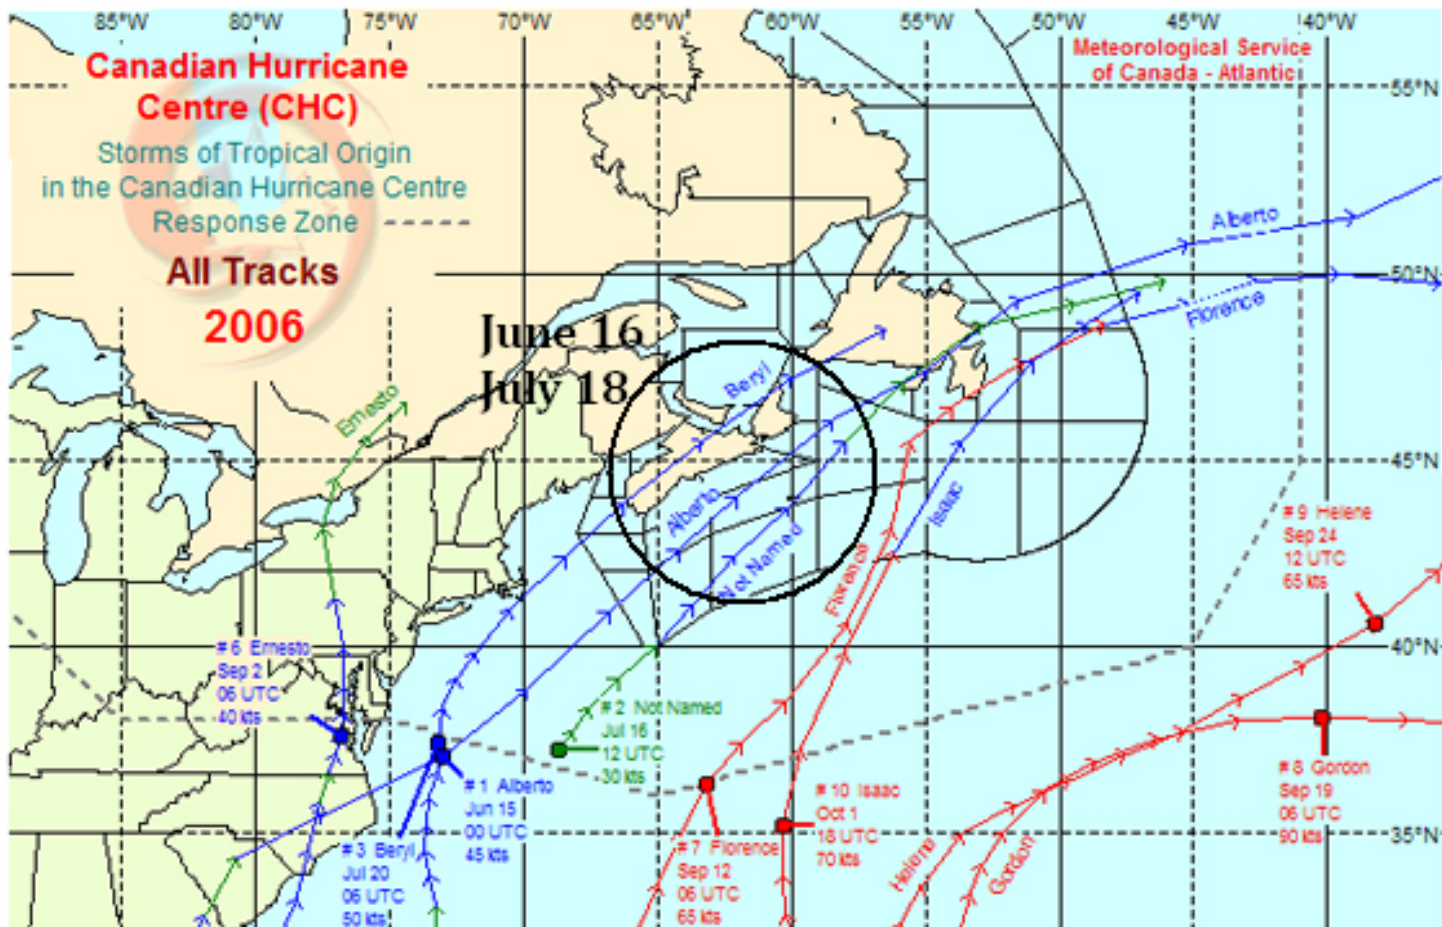 85°W 80°W 75°W 70°W 65°W 60°W 55°W 50°W 45°W 40°W
Canadian Hurricane
Centre (CHC)
Storms of Tropical Origin
in the Canadian Hurricane Centre
Response Zone
All Tracks
2006
Meteorological Service
of Canada - Atlantic
55°N
Alberto
50°N
Florence
June 16
July 18
Beryl
Ernesto
45°N
Alberto
Isaac
Not Named
Florence
# 9 Helene
Sep 24
12 UTC
65 kts
40°N
# 6 Ernesto
Sep 2
06 UTC
40 kts
# 2 Not Named
Jul 16
12 UTC
30 kts
# 1 Alberto
Jun 15
00 UTC
45 kts
# 10 Isaac
Oct 1
18 UTC
70 kts
# 8 Gordon
Sep 19
06 UTC
90 kts
35°N
# 3 Beryl
Jul 20
06 UTC
50 kts
# 7 Florence
Sep 12
06 UTC
65 kts
Helene
Gordon